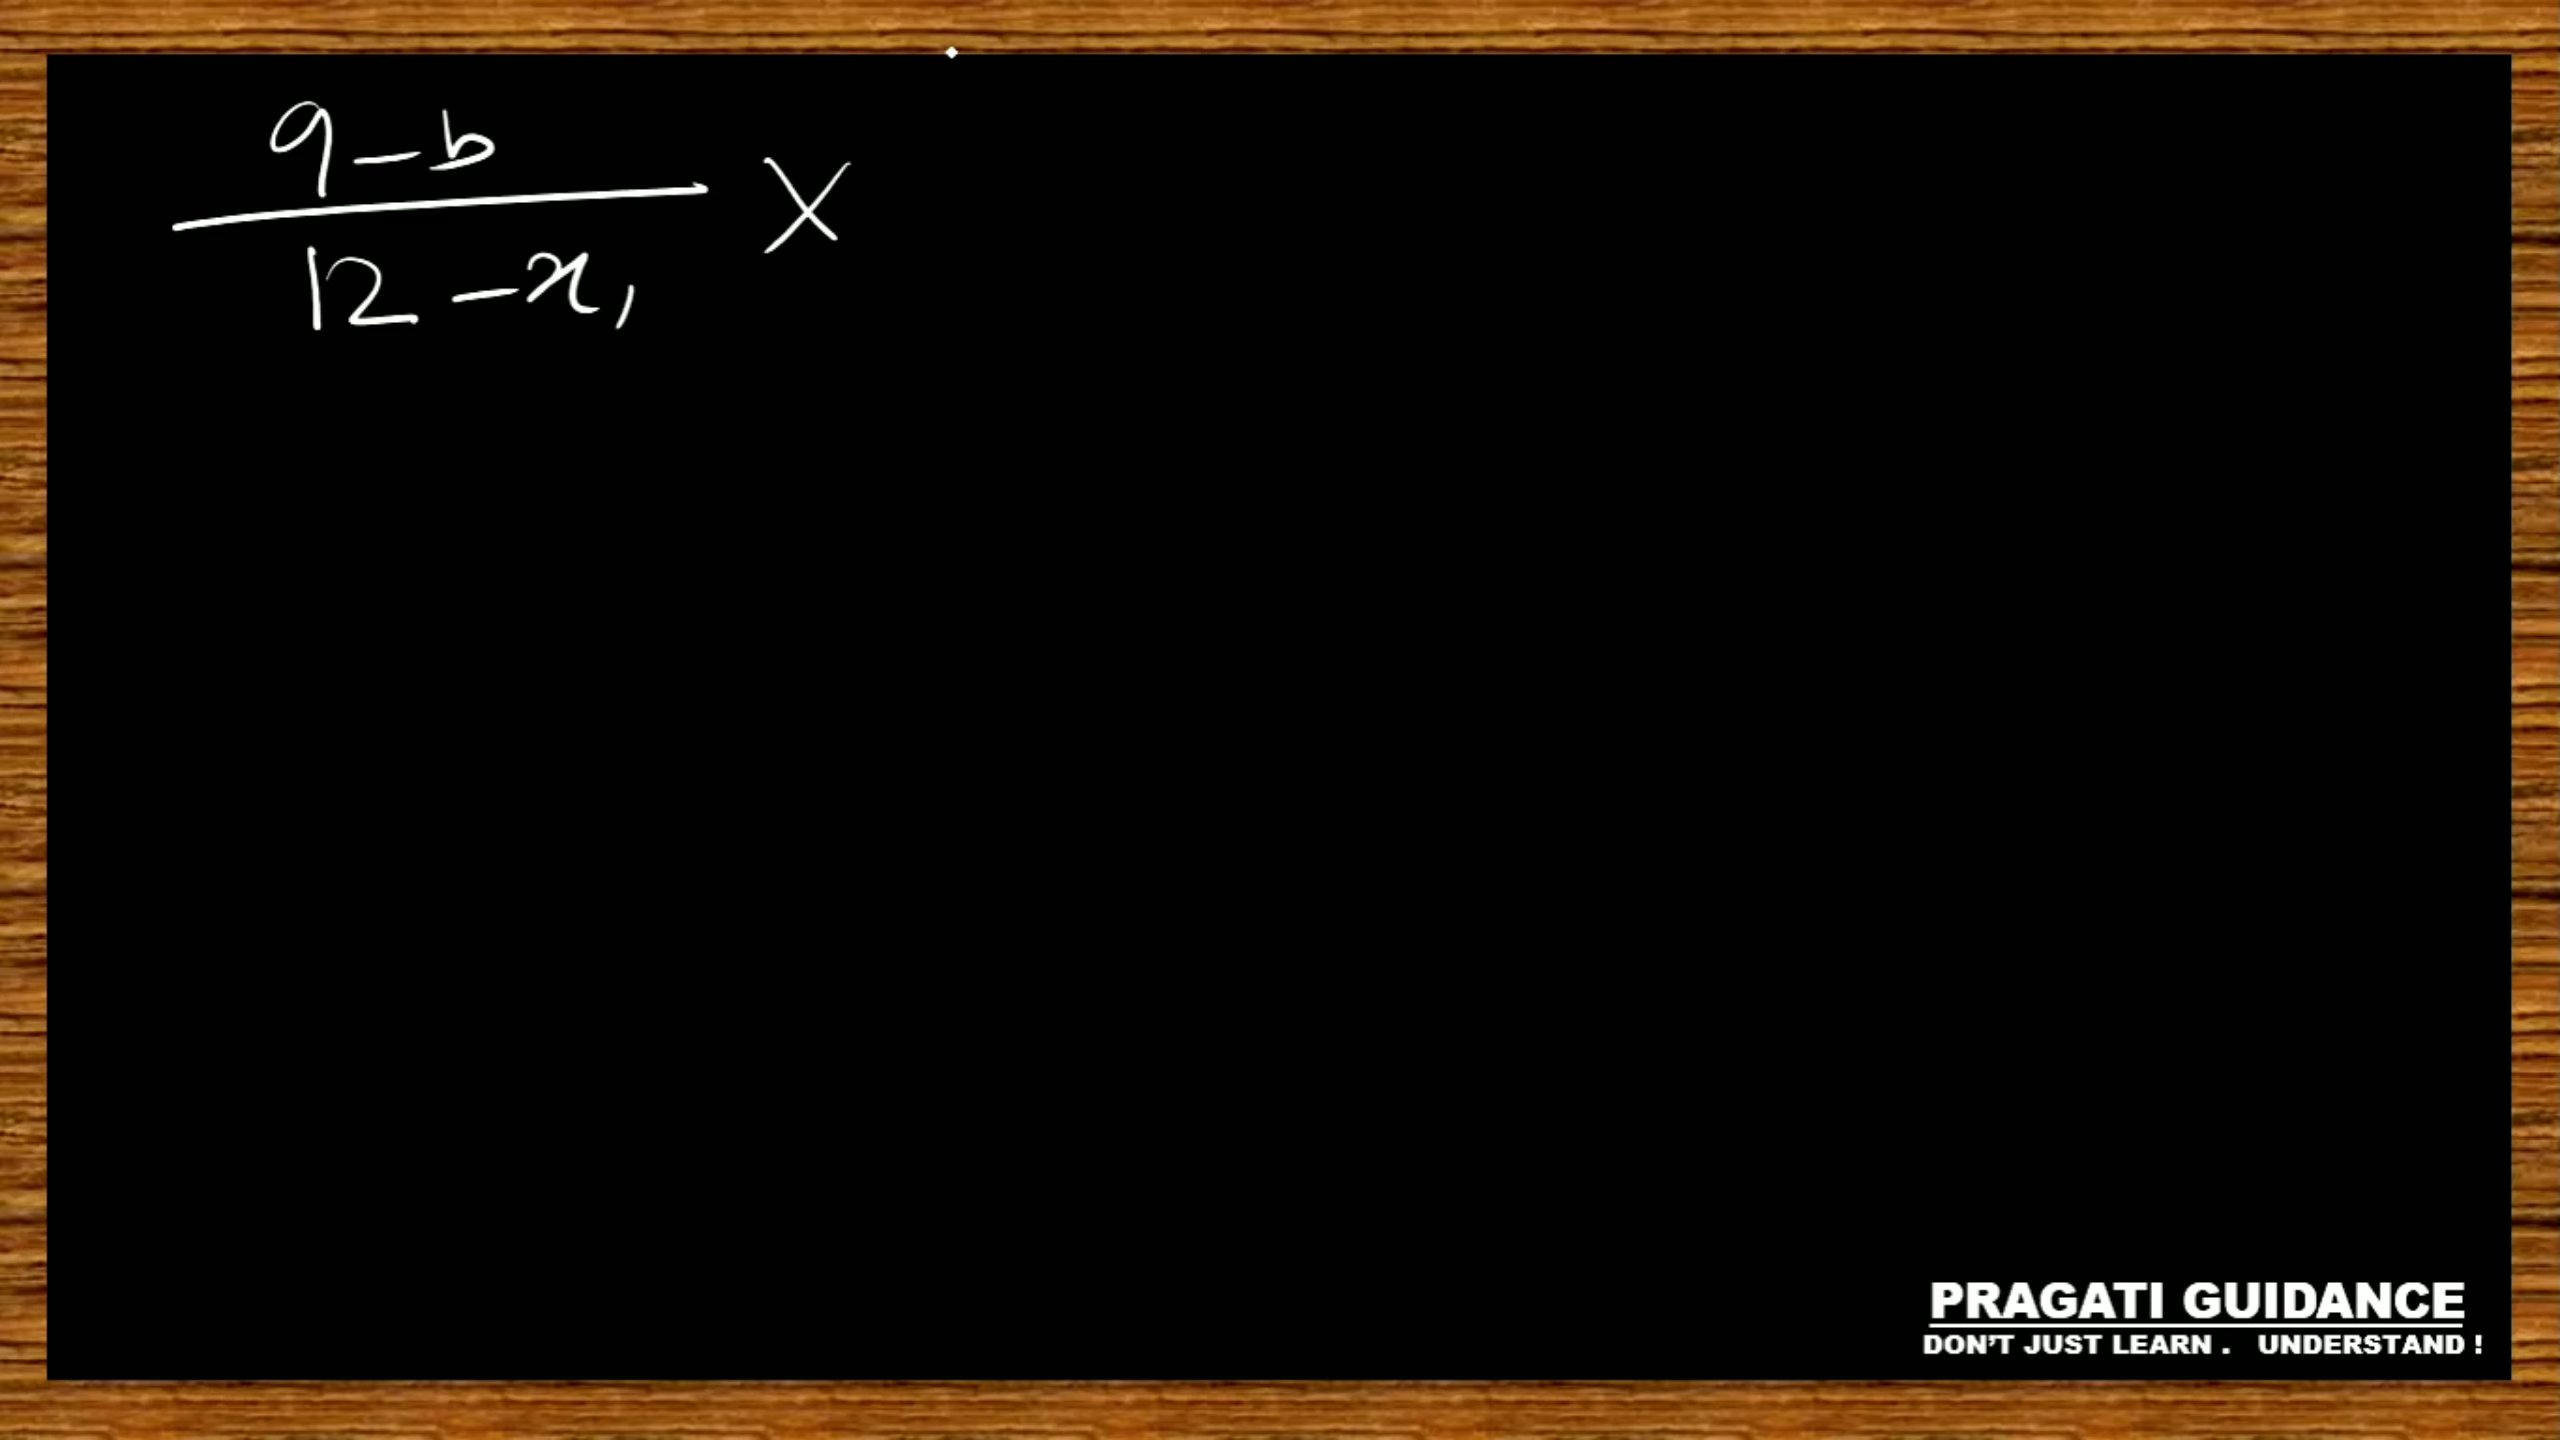 9-b
12-x,
X
PRAGATI GUIDANCE
DON'T JUST LEARN . UNDERSTAND !